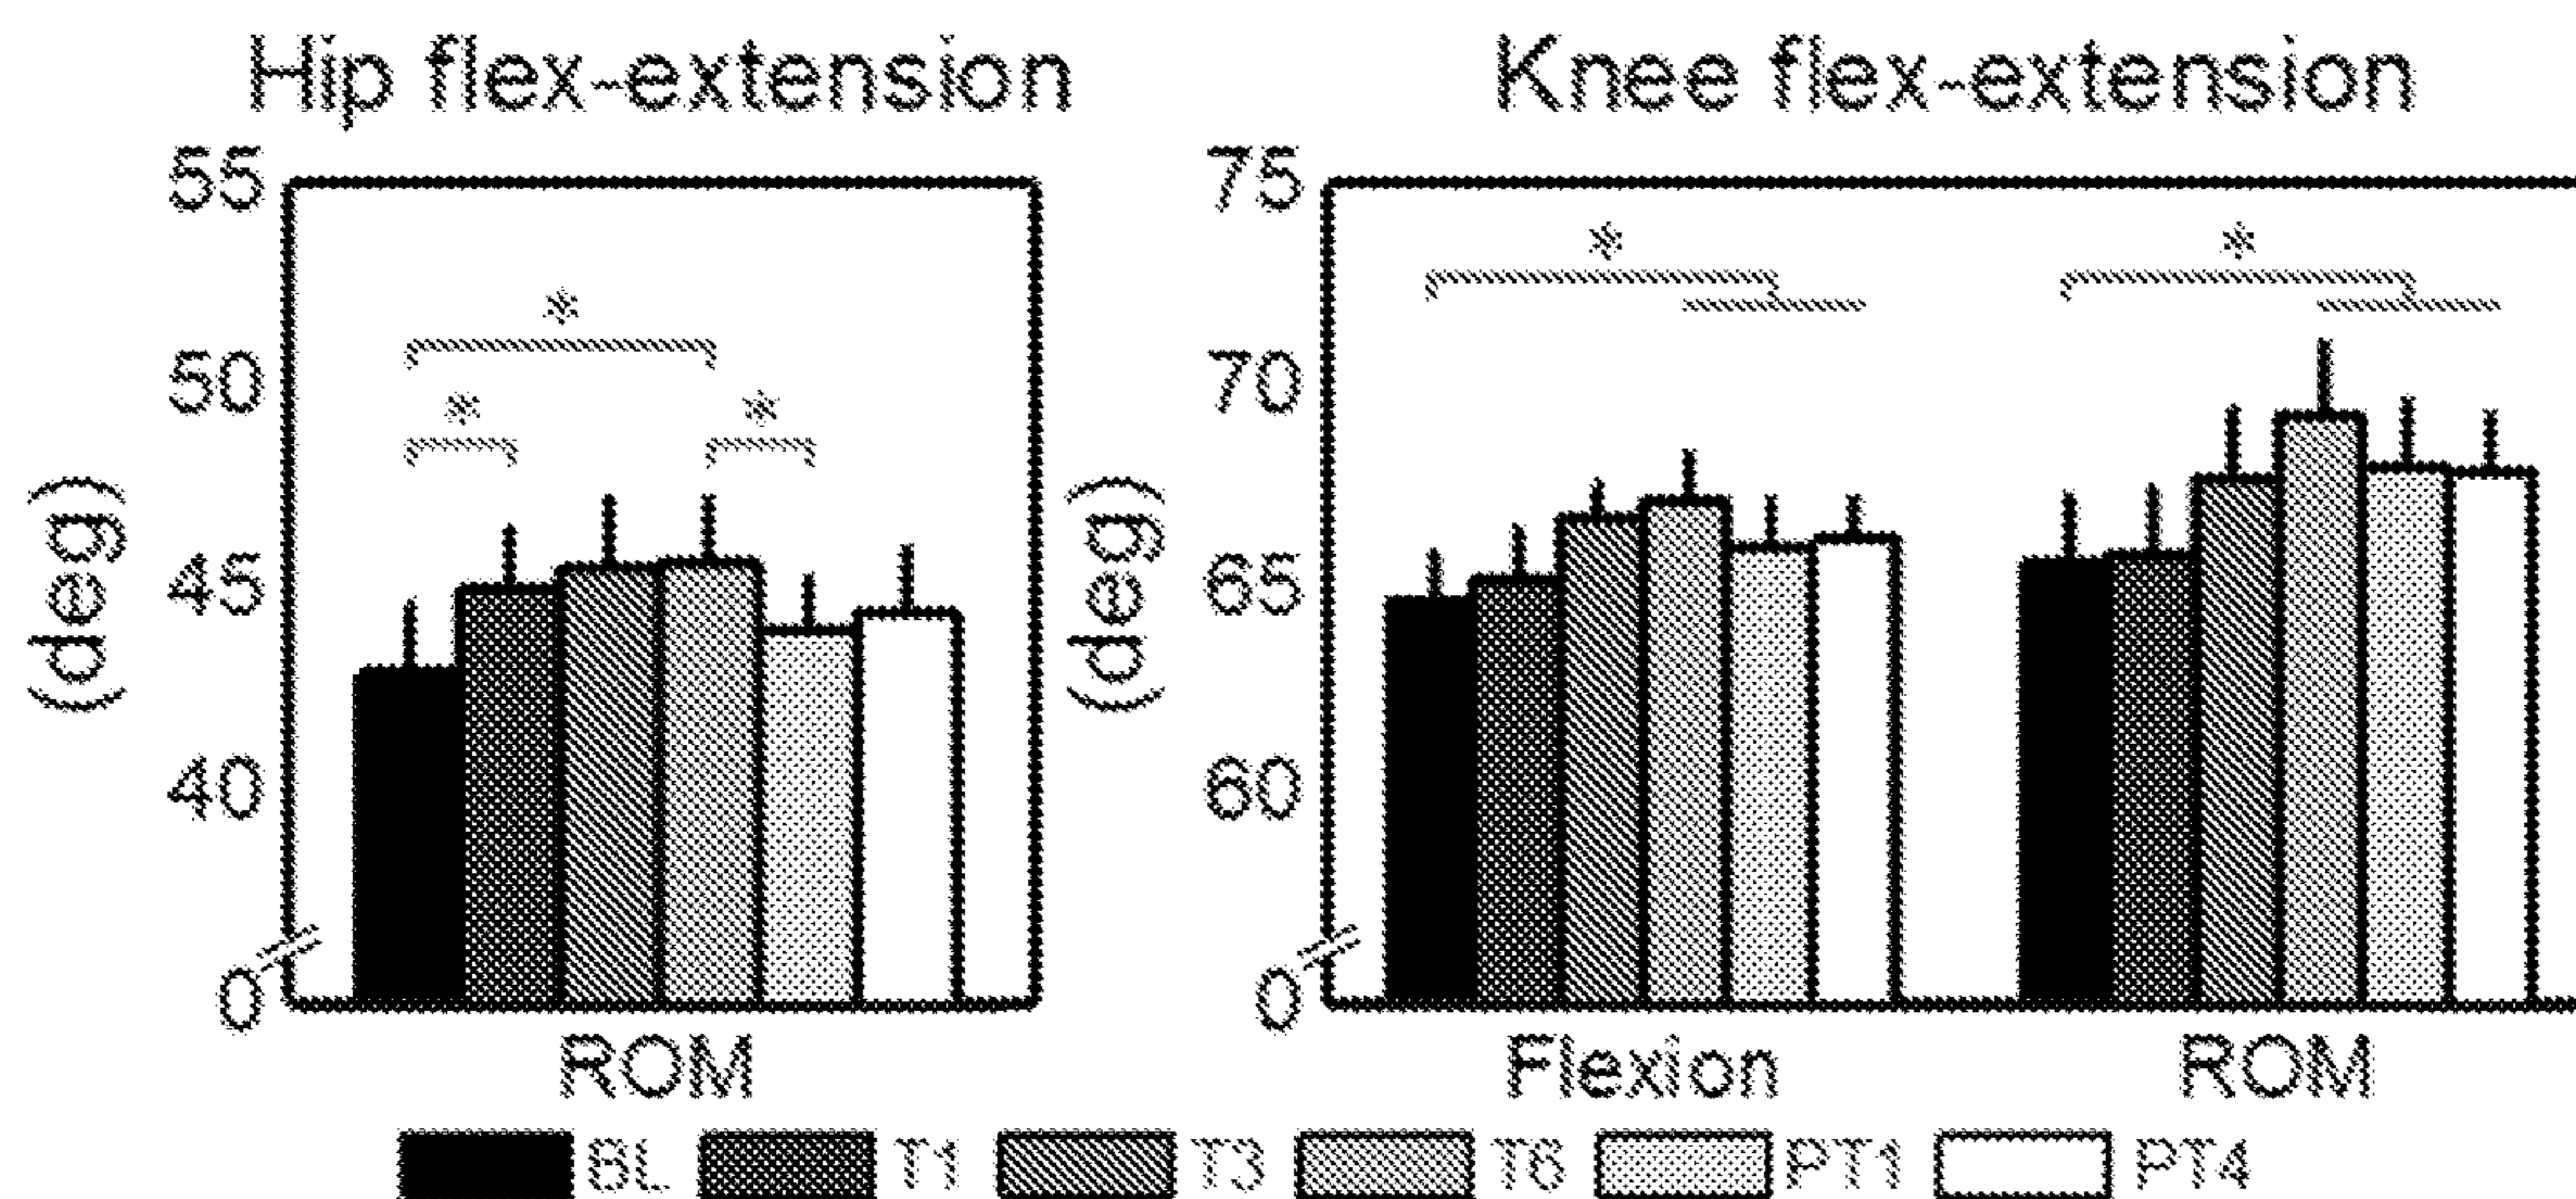 Hip flex-extension
Knee flex-extension
55
50
45
40
0
(deg)
*
*
*
ROM
75
70
65
60
0
(deg)
*
*
Flexion
ROM
BL T1 T3 T6 PT1 PT4